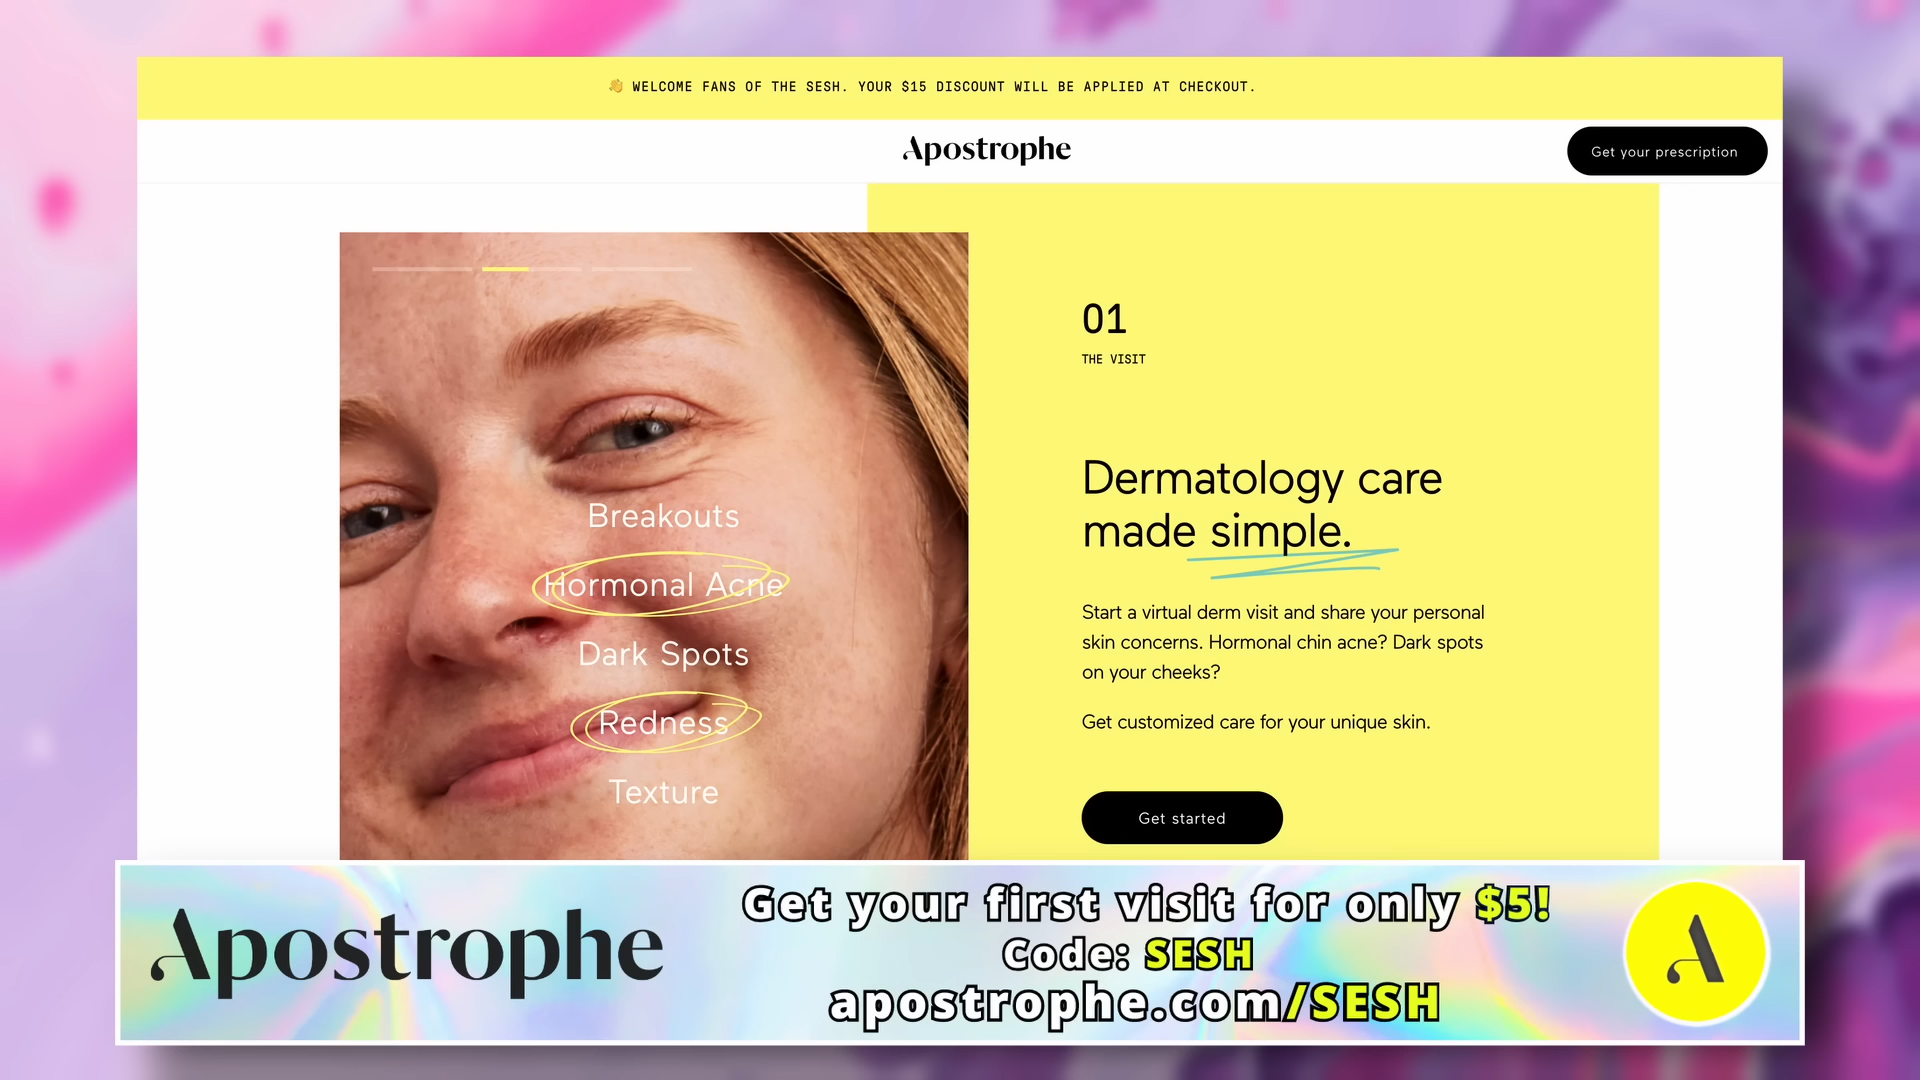 👋 WELCOME FANS OF THE SESH. YOUR $15 DISCOUNT WILL BE APPLIED AT CHECKOUT.
Apostrophe
Get your prescription
Breakouts
Hormonal Acne
Dark Spots
Redness
Texture
01
THE VISIT
Dermatology care
made simple.
Start a virtual derm visit and share your personal
skin concerns. Hormonal chin acne? Dark spots
on your cheeks?
Get customized care for your unique skin.
Get started
Apostrophe
Get your first visit for only $5!
Code: SESH
apostrophe.com/SESH
A